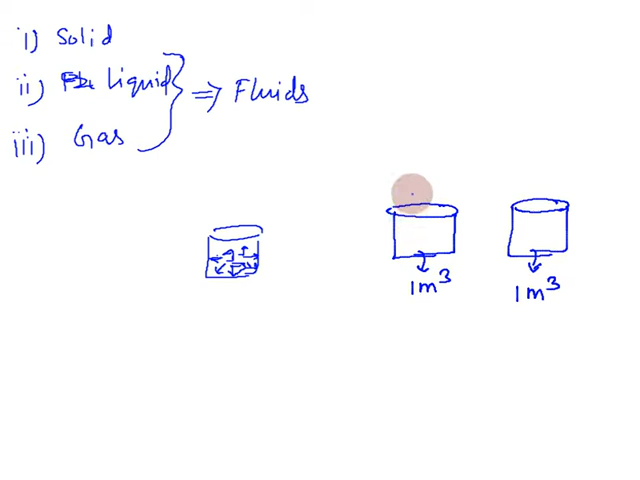 i) Solid
ii) Liquid
iii) Gas
⇒ Fluids
1m³
1m³